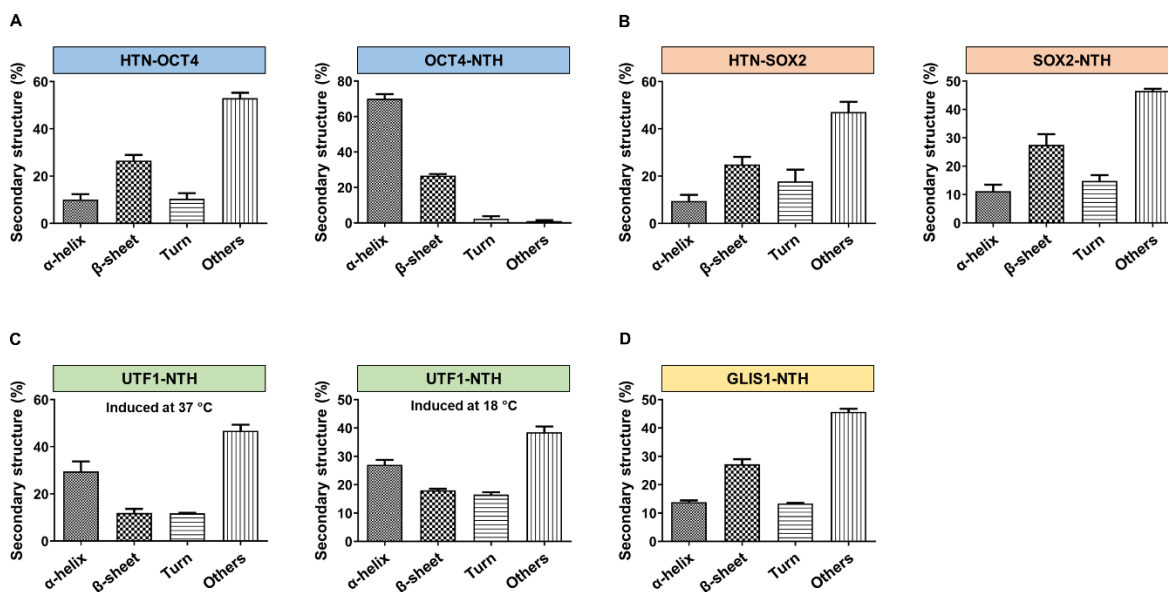 A
HTN-OCT4
Secondary structure (%)
60
40
20
0
α-helix
β-sheet
Turn
Others
OCT4-NTH
Secondary structure (%)
80
60
40
20
0
α-helix
β-sheet
Turn
Others
B
HTN-SOX2
Secondary structure (%)
60
40
20
0
α-helix
β-sheet
Turn
Others
SOX2-NTH
Secondary structure (%)
50
40
30
20
10
0
α-helix
β-sheet
Turn
Others
C
UTF1-NTH
Induced at 37 °C
Secondary structure (%)
60
40
20
0
α-helix
β-sheet
Turn
Others
UTF1-NTH
Induced at 18 °C
Secondary structure (%)
50
40
30
20
10
0
α-helix
β-sheet
Turn
Others
D
GLIS1-NTH
Secondary structure (%)
50
40
30
20
10
0
α-helix
β-sheet
Turn
Others